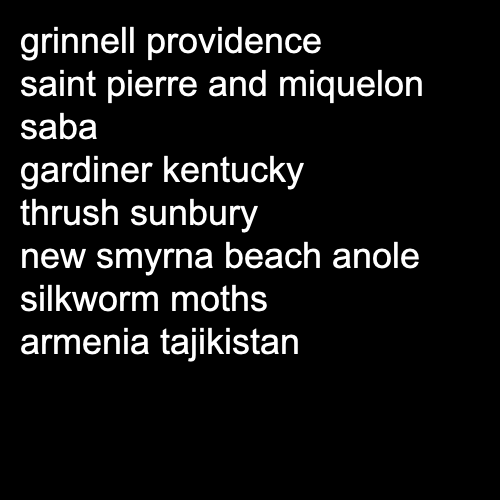 grinnell providence
saint pierre and miquelon
saba
gardiner kentucky
thrush sunbury
new smyrna beach anole
silkworm moths
armenia tajikistan